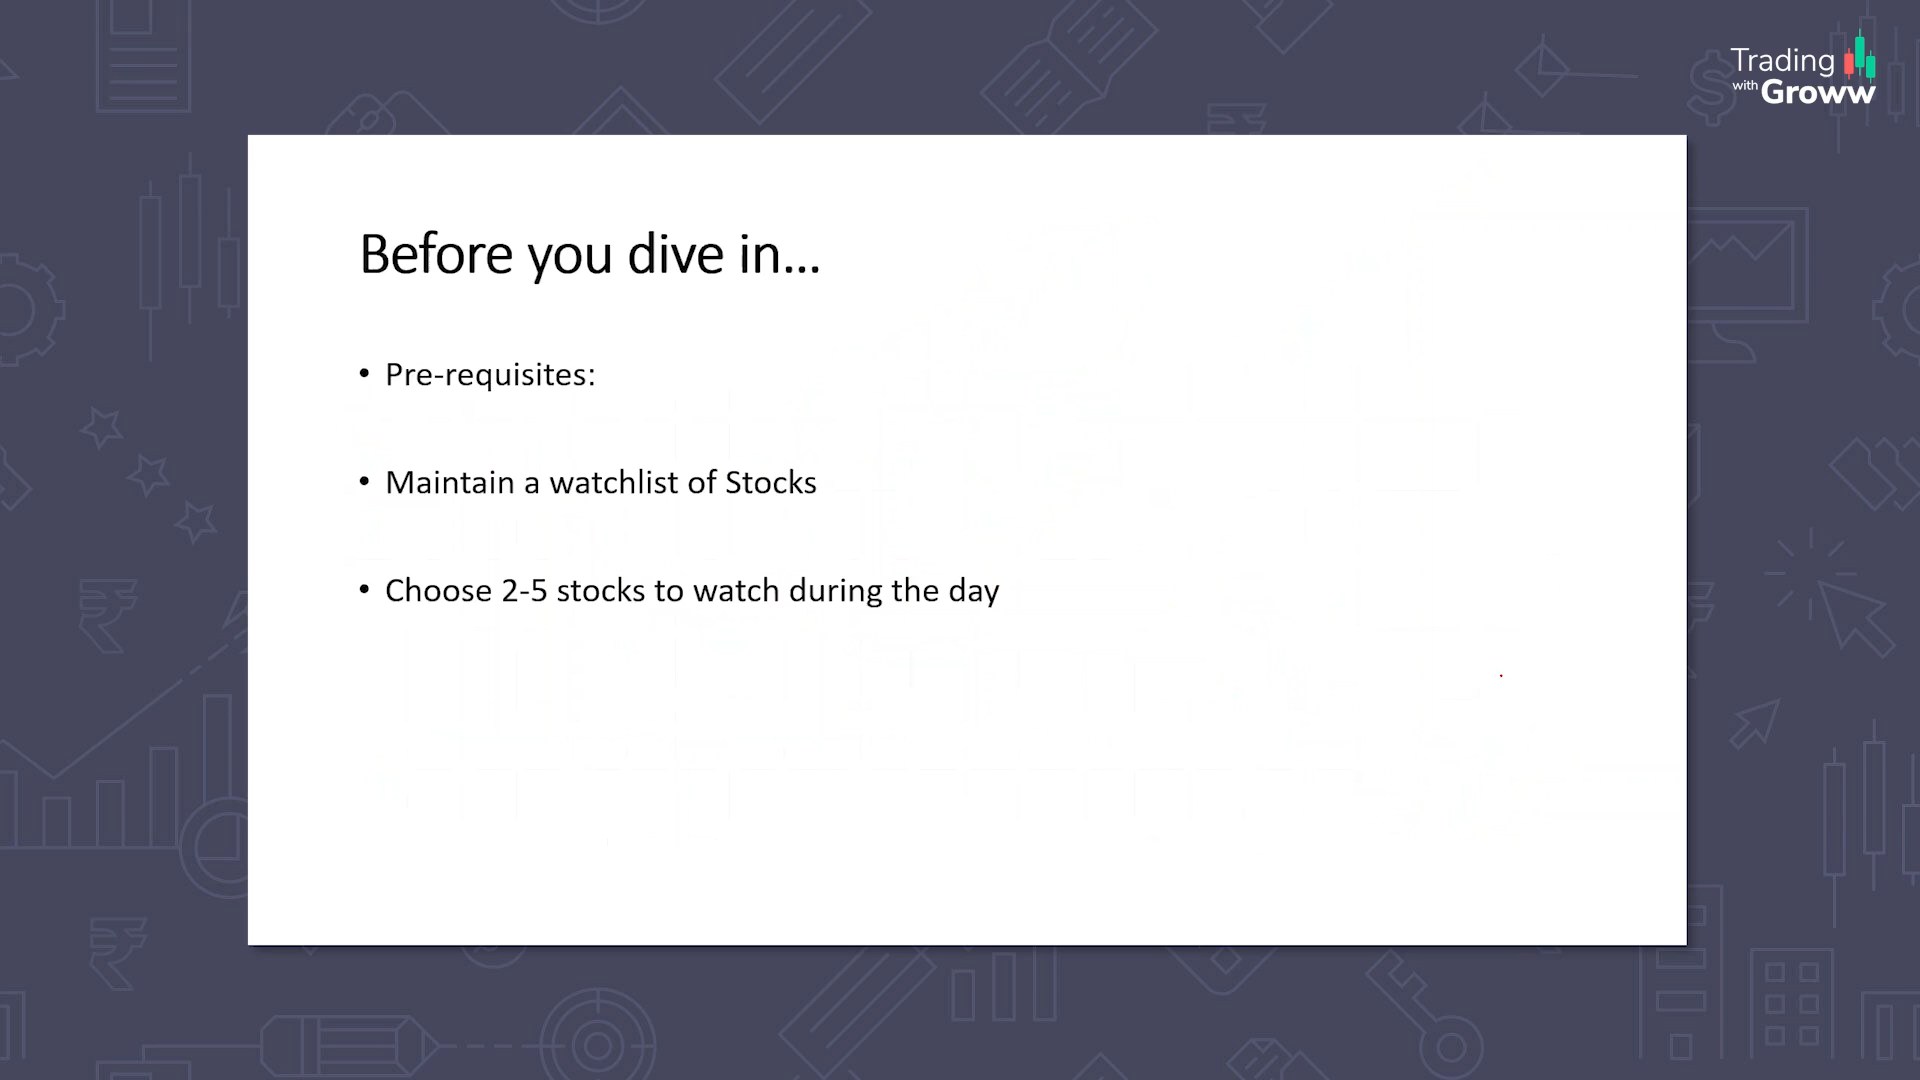 Trading
with Groww
Before you dive in...
• Pre-requisites:
• Maintain a watchlist of Stocks
• Choose 2-5 stocks to watch during the day